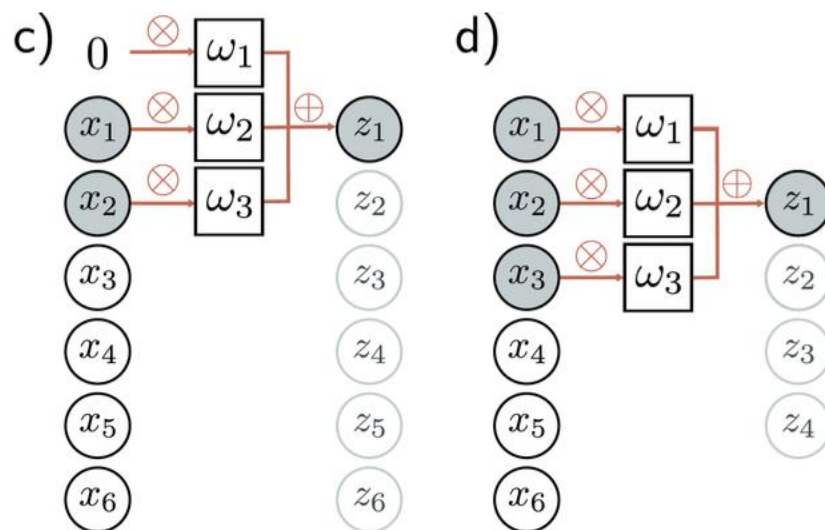 c)
0 ⊗ ω₁
x₁ ⊗ ω₂ ⊕ z₁
x₂ ⊗ ω₃ z₂
x₃ z₃
x₄ z₄
x₅ z₅
x₆ z₆
d)
x₁ ⊗ ω₁
x₂ ⊗ ω₂ ⊕ z₁
x₃ ⊗ ω₃ z₂
x₄ z₃
x₅ z₄
x₆